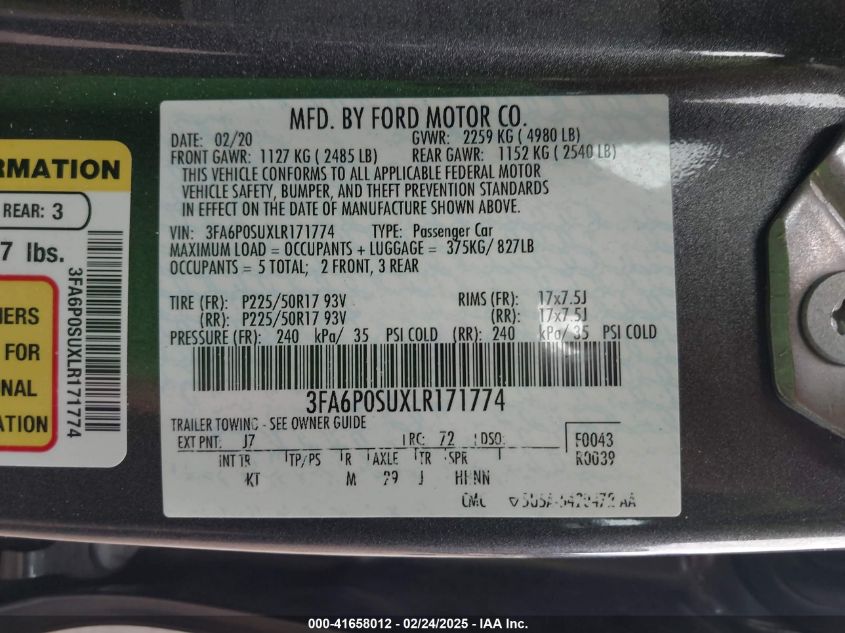 MFD. BY FORD MOTOR CO.
DATE: 02/20 GVWR: 2259 KG ( 4980 LB)
FRONT GAWR: 1127 KG ( 2485 LB) REAR GAWR: 1152 KG ( 2540 LB)
THIS VEHICLE CONFORMS TO ALL APPLICABLE FEDERAL MOTOR
VEHICLE SAFETY, BUMPER, AND THEFT PREVENTION STANDARDS
IN EFFECT ON THE DATE OF MANUFACTURE SHOWN ABOVE.
VIN: 3FA6P0SUXLR171774 TYPE: Passenger Car
MAXIMUM LOAD = OCCUPANTS + LUGGAGE = 375KG/ 827LB
OCCUPANTS = 5 TOTAL; 2 FRONT, 3 REAR
TIRE (FR): P225/50R17 93V RIMS (FR): 17x7.5J
(RR): P225/50R17 93V (RR): 17x7.5J
PRESSURE (FR): 240 kPa/ 35 PSI COLD (RR): 240 kPa/ 35 PSI COLD
3FA6P0SUXLR171774
TRAILER TOWING - SEE OWNER GUIDE
EXT PNT: J7 RC: 72 DSO: F0043
INT TR TP/PS R AXLE TR SPR R0039
KT M J
RMATION
REAR: 3
7 lbs.
3FA6P0SUXLR171774
ERS
FOR
NAL
ATION
000-41658012 - 02/24/2025 - IAA Inc.